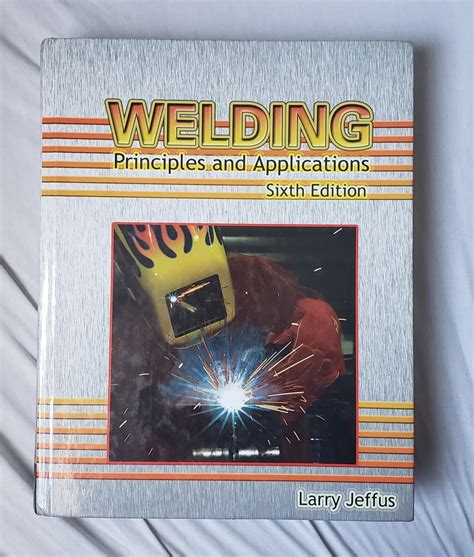 WELDING
Principles and Applications
Sixth Edition
Larry Jeffus